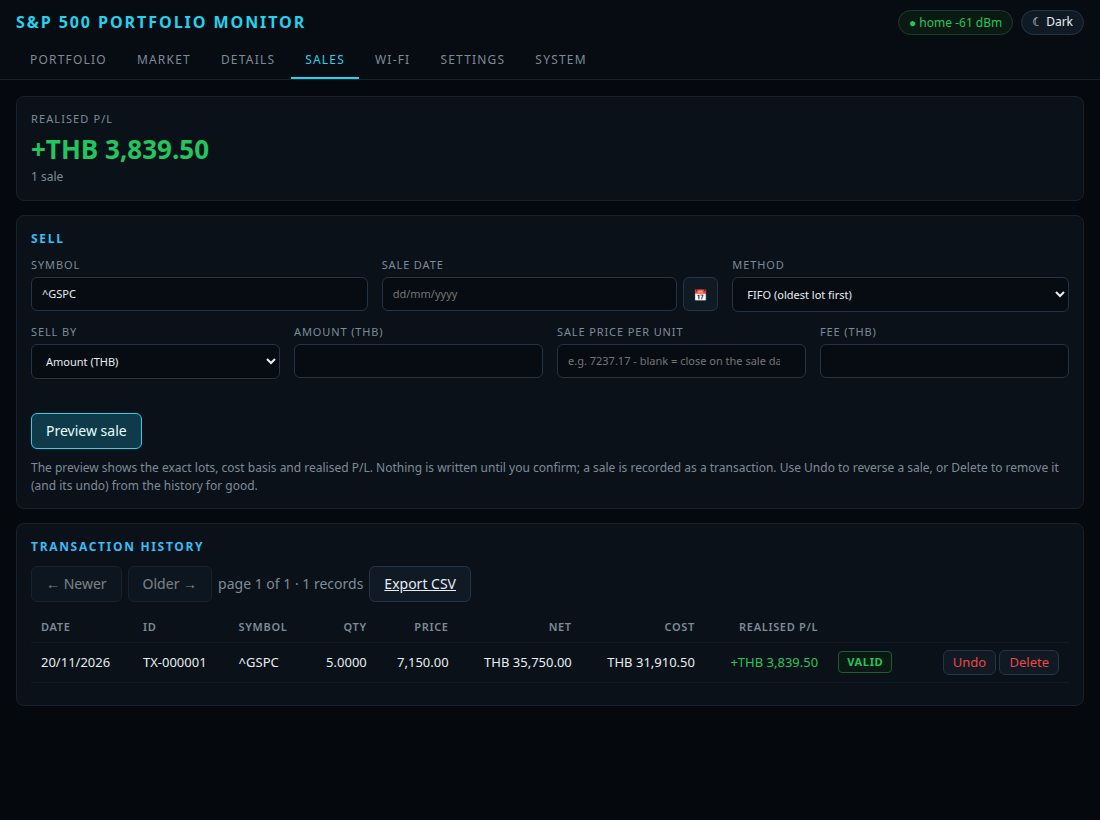 S&P 500 PORTFOLIO MONITOR
● home -61 dBm
☾ Dark
PORTFOLIO MARKET DETAILS SALES WI-FI SETTINGS SYSTEM
REALISED P/L
+THB 3,839.50
1 sale
SELL
SYMBOL SALE DATE METHOD
^GSPC dd/mm/yyyy FIFO (oldest lot first)
SELL BY AMOUNT (THB) SALE PRICE PER UNIT FEE (THB)
Amount (THB) e.g. 7237.17 - blank = close on the sale da
Preview sale
The preview shows the exact lots, cost basis and realised P/L. Nothing is written until you confirm; a sale is recorded as a transaction. Use Undo to reverse a sale, or Delete to remove it
(and its undo) from the history for good.
TRANSACTION HISTORY
← Newer Older → page 1 of 1 · 1 records Export CSV
DATE ID SYMBOL QTY PRICE NET COST REALISED P/L
20/11/2026 TX-000001 ^GSPC 5.0000 7,150.00 THB 35,750.00 THB 31,910.50 +THB 3,839.50 VALID Undo Delete